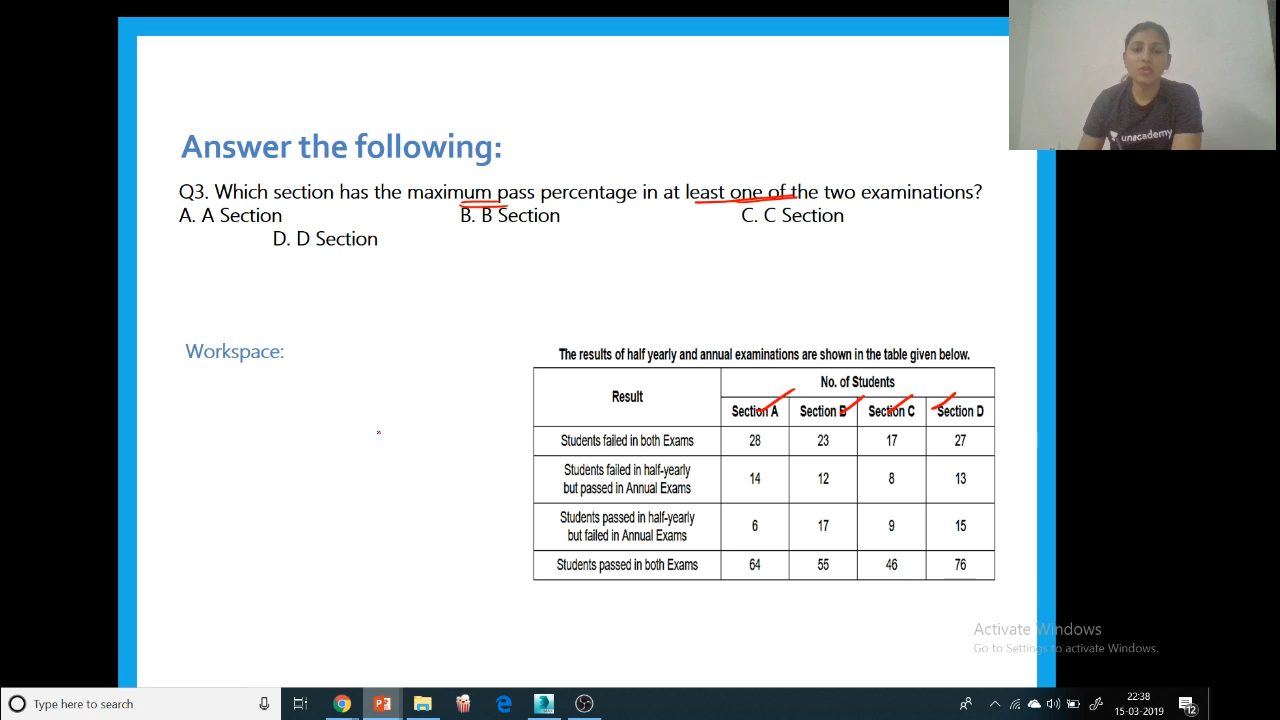 unacademy
Answer the following:
Q3. Which section has the maximum pass percentage in at least one of the two examinations?
A. A Section B. B Section C. C Section
D. D Section
Workspace:
The results of half yearly and annual examinations are shown in the table given below.
Result No. of Students
Section A Section B Section C Section D
Students failed in both Exams 28 23 17 27
Students failed in half-yearly
but passed in Annual Exams 14 12 8 13
Students passed in half-yearly
but failed in Annual Exams 6 17 9 15
Students passed in both Exams 64 55 46 76
Activate Windows
Go to Settings to activate Windows.
Type here to search
22:38
15-03-2019
12